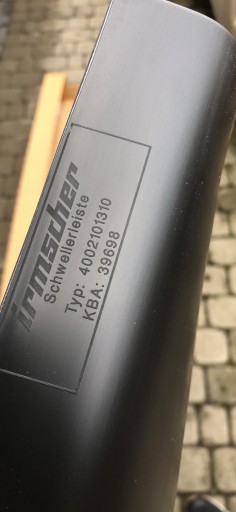 irmscher
Schwellerleiste
Typ: 4002101310
KBA: 39698